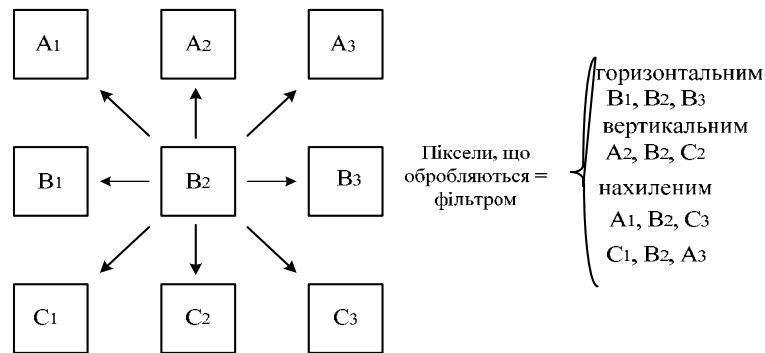 A1 A2 A3
B1 B2 B3
C1 C2 C3
Піксели, що
обробляються =
фільтром
горизонтальним
B1, B2, B3
вертикальним
A2, B2, C2
нахиленим
A1, B2, C3
C1, B2, A3